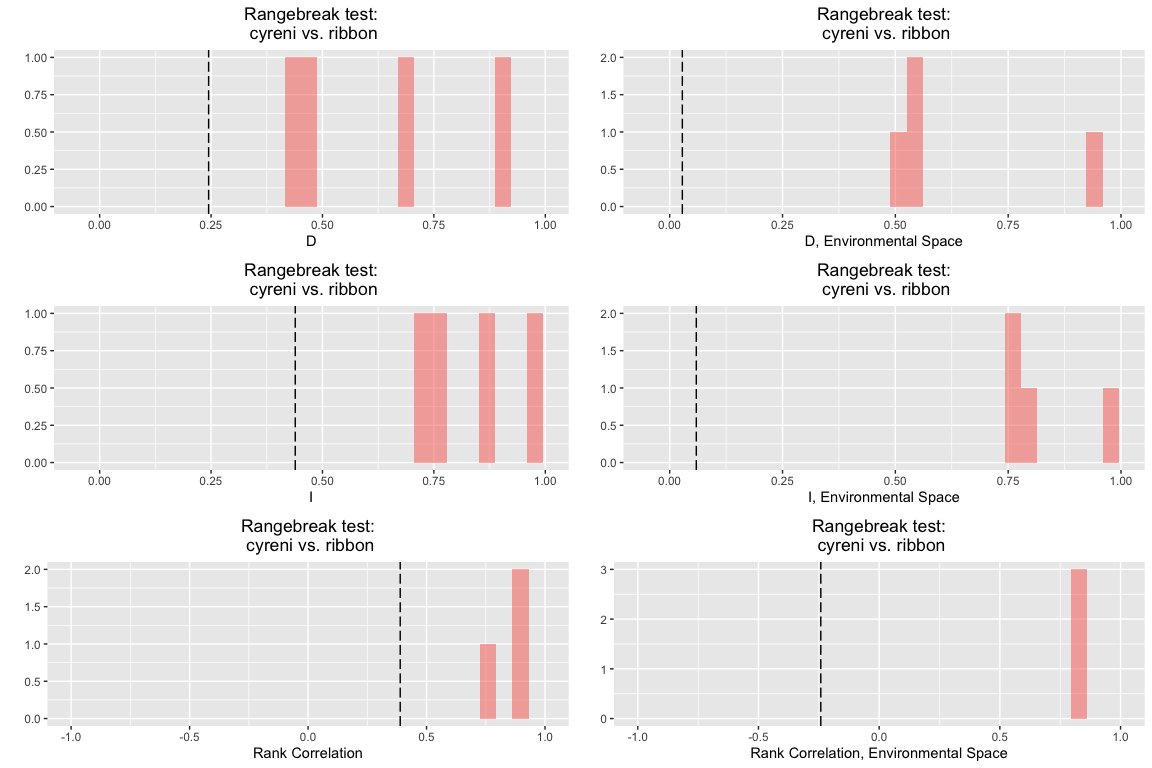 Rangebreak test:
cyreni vs. ribbon
1.00
0.75
0.50
0.25
0.00
0.00 0.25 0.50 0.75 1.00
D
Rangebreak test:
cyreni vs. ribbon
2.0
1.5
1.0
0.5
0.0
0.00 0.25 0.50 0.75 1.00
D, Environmental Space
Rangebreak test:
cyreni vs. ribbon
1.00
0.75
0.50
0.25
0.00
0.00 0.25 0.50 0.75 1.00
I
Rangebreak test:
cyreni vs. ribbon
2.0
1.5
1.0
0.5
0.0
0.00 0.25 0.50 0.75 1.00
I, Environmental Space
Rangebreak test:
cyreni vs. ribbon
2.0
1.5
1.0
0.5
0.0
-1.0 -0.5 0.0 0.5 1.0
Rank Correlation
Rangebreak test:
cyreni vs. ribbon
3
2
1
0
-1.0 -0.5 0.0 0.5 1.0
Rank Correlation, Environmental Space